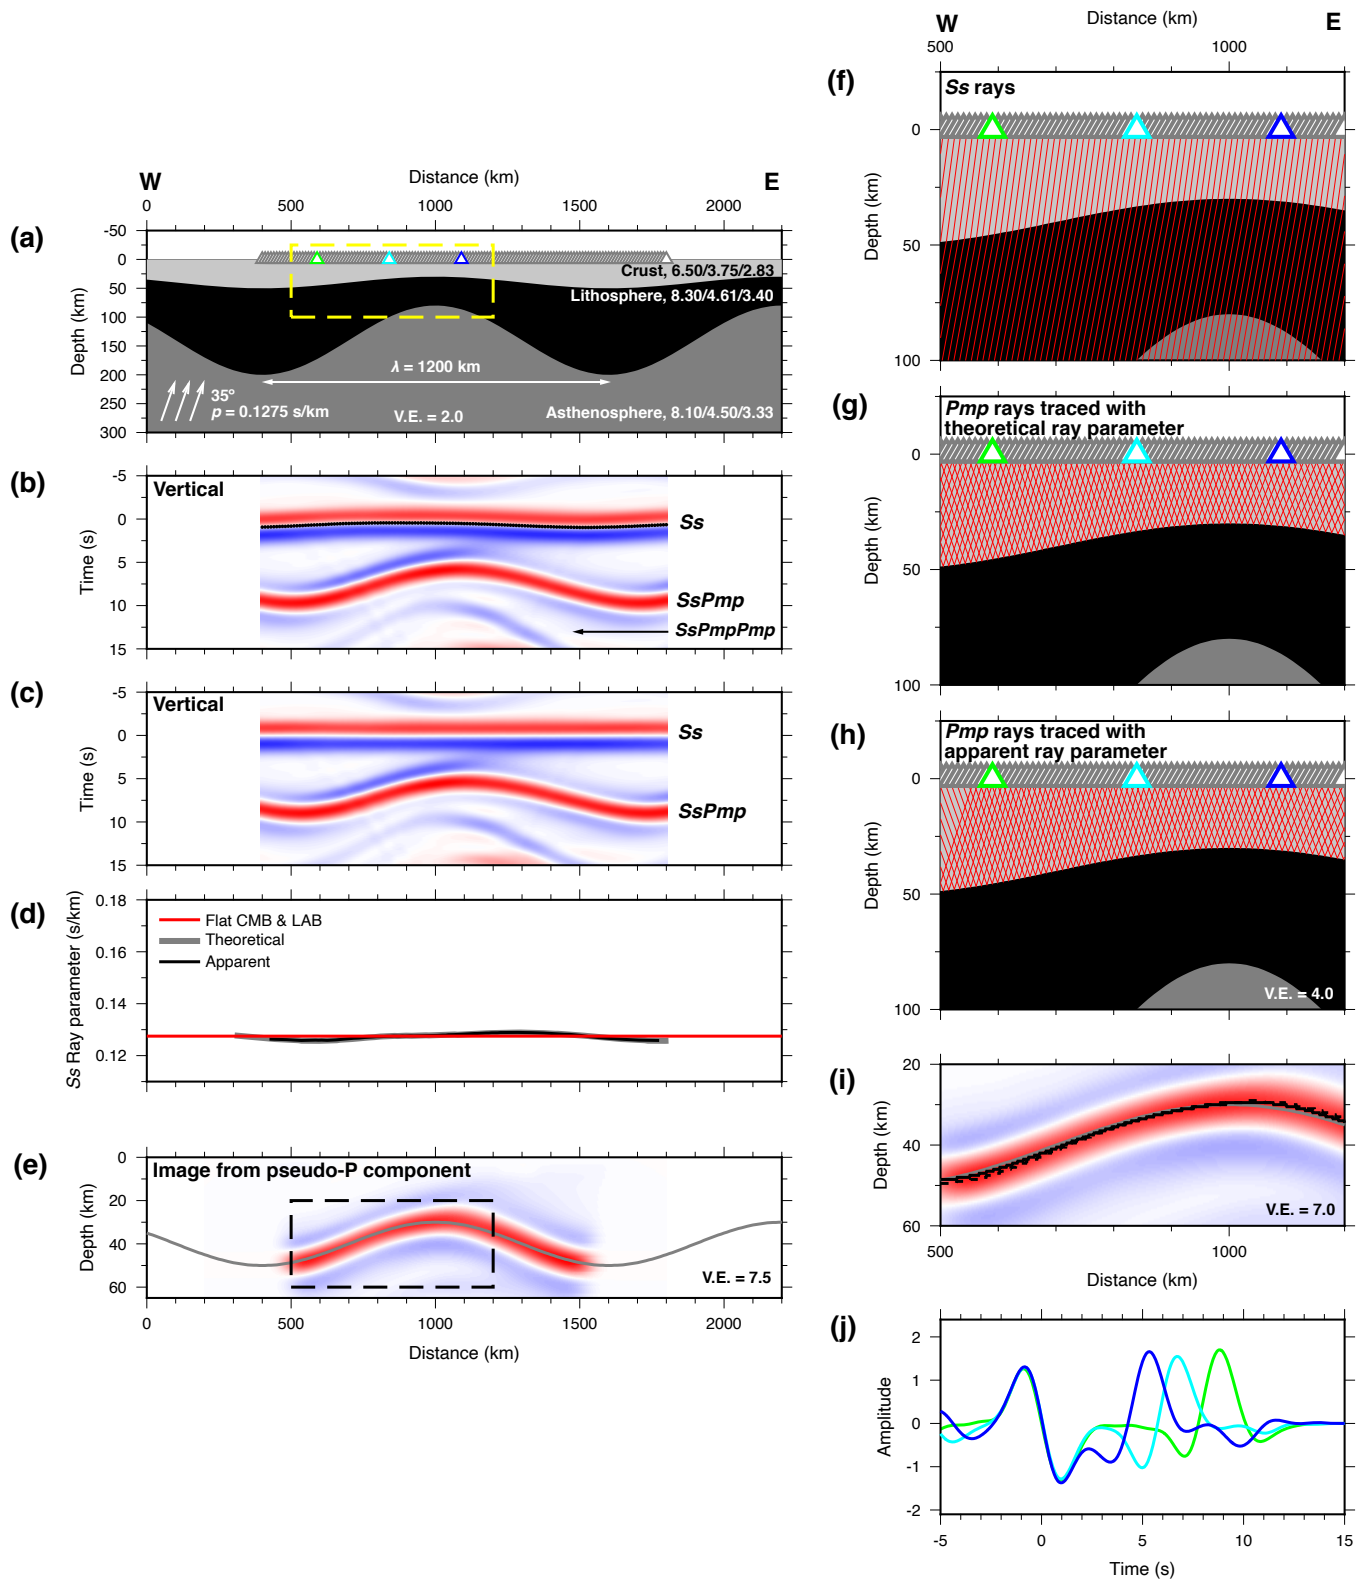 (a)
W
Distance (km)
E
0
500
1000
1500
2000
-50
0
50
100
150
200
250
300
Depth (km)
Crust, 6.50/3.75/2.83
Lithosphere, 8.30/4.61/3.40
λ = 1200 km
35°
p = 0.1275 s/km
V.E. = 2.0
Asthenosphere, 8.10/4.50/3.33
(b)
Vertical
-5
0
5
10
15
Time (s)
Ss
SsPmp
SsPmpPmp
(c)
Vertical
-5
0
5
10
15
Time (s)
Ss
SsPmp
(d)
0.18
0.16
0.14
0.12
Ss Ray parameter (s/km)
Flat CMB & LAB
Theoretical
Apparent
(e)
Image from pseudo-P component
0
20
40
60
Depth (km)
V.E. = 7.5
0
500
1000
1500
2000
Distance (km)
W
Distance (km)
E
500
1000
(f)
Ss rays
0
50
100
Depth (km)
(g)
Pmp rays traced with
theoretical ray parameter
0
50
100
Depth (km)
(h)
Pmp rays traced with
apparent ray parameter
0
50
100
Depth (km)
V.E. = 4.0
(i)
20
40
60
Depth (km)
V.E. = 7.0
500
1000
Distance (km)
(j)
2
1
0
-1
-2
Amplitude
-5
0
5
10
15
Time (s)